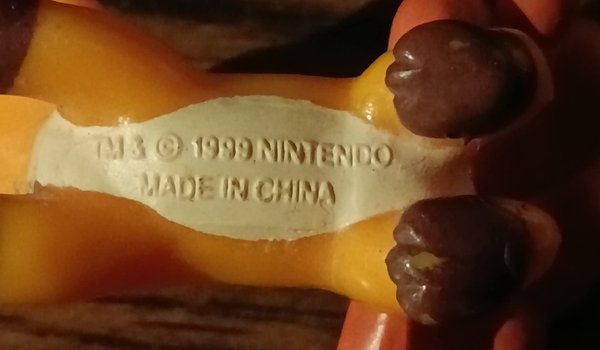 TM & © 1999, NINTENDO
MADE IN CHINA